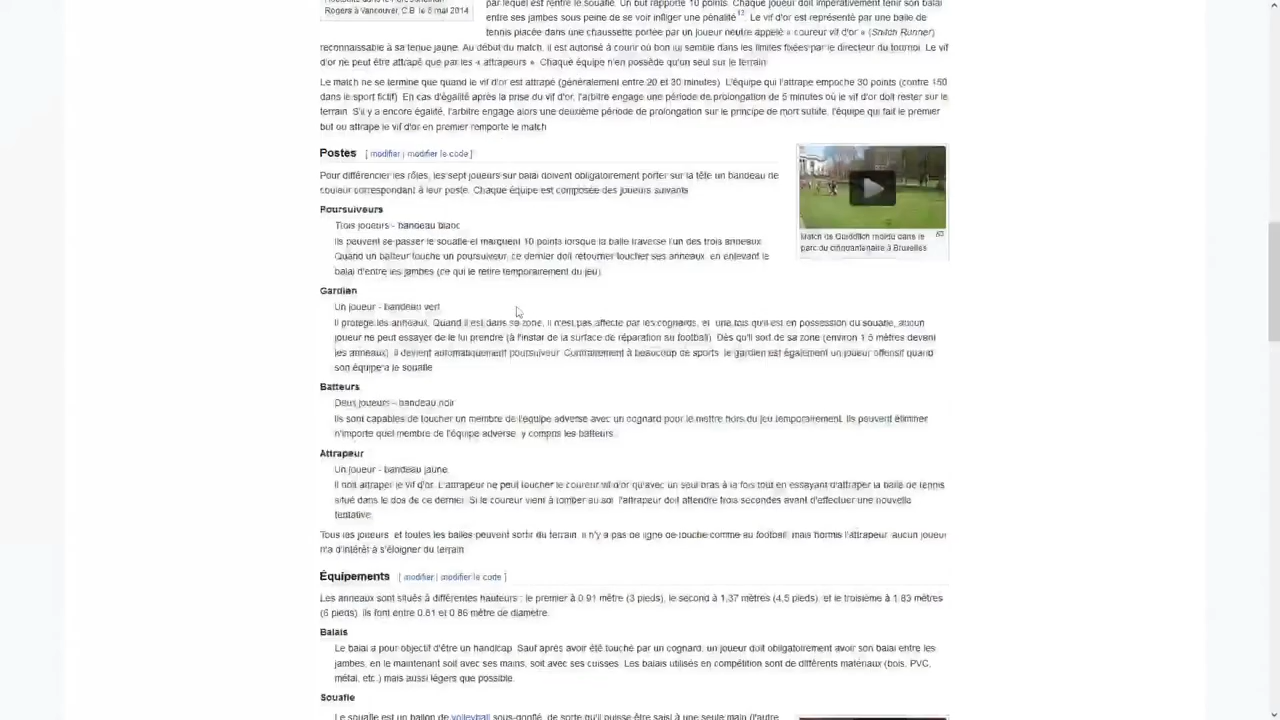 Rogers à Vancouver, C.B. le 5 mai 2014
par lequel est rentré le souafle. Un but rapporte 10 points. Chaque joueur doit impérativement tenir son balai
entre ses jambes sous peine de se voir infliger une pénalité. Le vif d'or est représenté par une balle de
tennis placée dans une chaussette portée par un joueur neutre appelé « coureur vif d'or » (Snitch Runner)
reconnaissable à sa tenue jaune. Au début du match, il est autorisé à courir où bon lui semble dans les limites fixées par le directeur du tournoi. Le vif
d'or ne peut être attrapé que par les « attrapeurs ». Chaque équipe n'en possède qu'un seul sur le terrain
Le match ne se termine que quand le vif d'or est attrapé (généralement entre 20 et 30 minutes). L'équipe qui l'attrape empoche 30 points (contre 150
dans le sport fictif). En cas d'égalité après la prise du vif d'or, l'arbitre engage une période de prolongation de 5 minutes où le vif d'or doit rester sur le
terrain. S'il y a encore égalité, l'arbitre engage alors une deuxième période de prolongation sur le principe de mort subite, l'équipe qui fait le premier
but ou attrape le vif d'or en premier remporte le match
Postes [ modifier | modifier le code ]
Pour différencier les rôles, les sept joueurs sur balai doivent obligatoirement porter sur la tête un bandeau de
couleur correspondant à leur poste. Chaque équipe est composée des joueurs suivants
Poursuiveurs
Trois joueurs - bandeau blanc
Ils peuvent se passer le souafle et marquent 10 points lorsque la balle traverse l'un des trois anneaux.
Quand un batteur touche un poursuiveur, ce dernier doit retourner toucher ses anneaux, en enlevant le
balai d'entre les jambes (ce qui le retire temporairement du jeu)
Match de Quidditch moldu dans le
parc du cinquantenaire à Bruxelles
Gardien
Un joueur - bandeau vert
Il protège les anneaux. Quand il est dans sa zone, il n'est pas affecté par les cognards, et, une fois qu'il est en possession du souafle, aucun
joueur ne peut essayer de le lui prendre (à l'instar de la surface de réparation au football). Dès qu'il sort de sa zone (environ 1.5 mètres devant
les anneaux), il devient automatiquement poursuiveur. Contrairement à beaucoup de sports, le gardien est également un joueur offensif quand
son équipe a le souafle
Batteurs
Deux joueurs - bandeau noir
Ils sont capables de toucher un membre de l'équipe adverse avec un cognard pour le mettre hors du jeu temporairement. Ils peuvent éliminer
n'importe quel membre de l'équipe adverse, y compris les batteurs.
Attrapeur
Un joueur - bandeau jaune
Il doit attraper le vif d'or. L'attrapeur ne peut toucher le coureur vif d'or qu'avec un seul bras à la fois tout en essayant d'attraper la balle de tennis
situé dans le dos de ce dernier. Si le coureur vient à tomber au sol, l'attrapeur doit attendre trois secondes avant d'effectuer une nouvelle
tentative.
Tous les joueurs et toutes les balles peuvent sortir du terrain, il n'y a pas de ligne de touche comme au football, mais hormis l'attrapeur, aucun joueur
n'a d'intérêt à s'éloigner du terrain
Équipements [ modifier | modifier le code ]
Les anneaux sont situés à différentes hauteurs : le premier à 0.91 mètre (3 pieds), le second à 1.37 mètres (4,5 pieds), et le troisième à 1.83 mètres
(6 pieds). Ils font entre 0.81 et 0.86 mètre de diamètre.
Balais
Le balai a pour objectif d'être un handicap. Sauf après avoir été touché par un cognard, un joueur doit obligatoirement avoir son balai entre les
jambes, en le maintenant soit avec ses mains, soit avec ses cuisses. Les balais utilisés en compétition sont de différents matériaux (bois, PVC,
métal, etc.) mais aussi légers que possible.
Souafle
Le souafle est un ballon de volleyball sous-gonflé, de sorte qu'il puisse être saisi à une seule main (l'autre